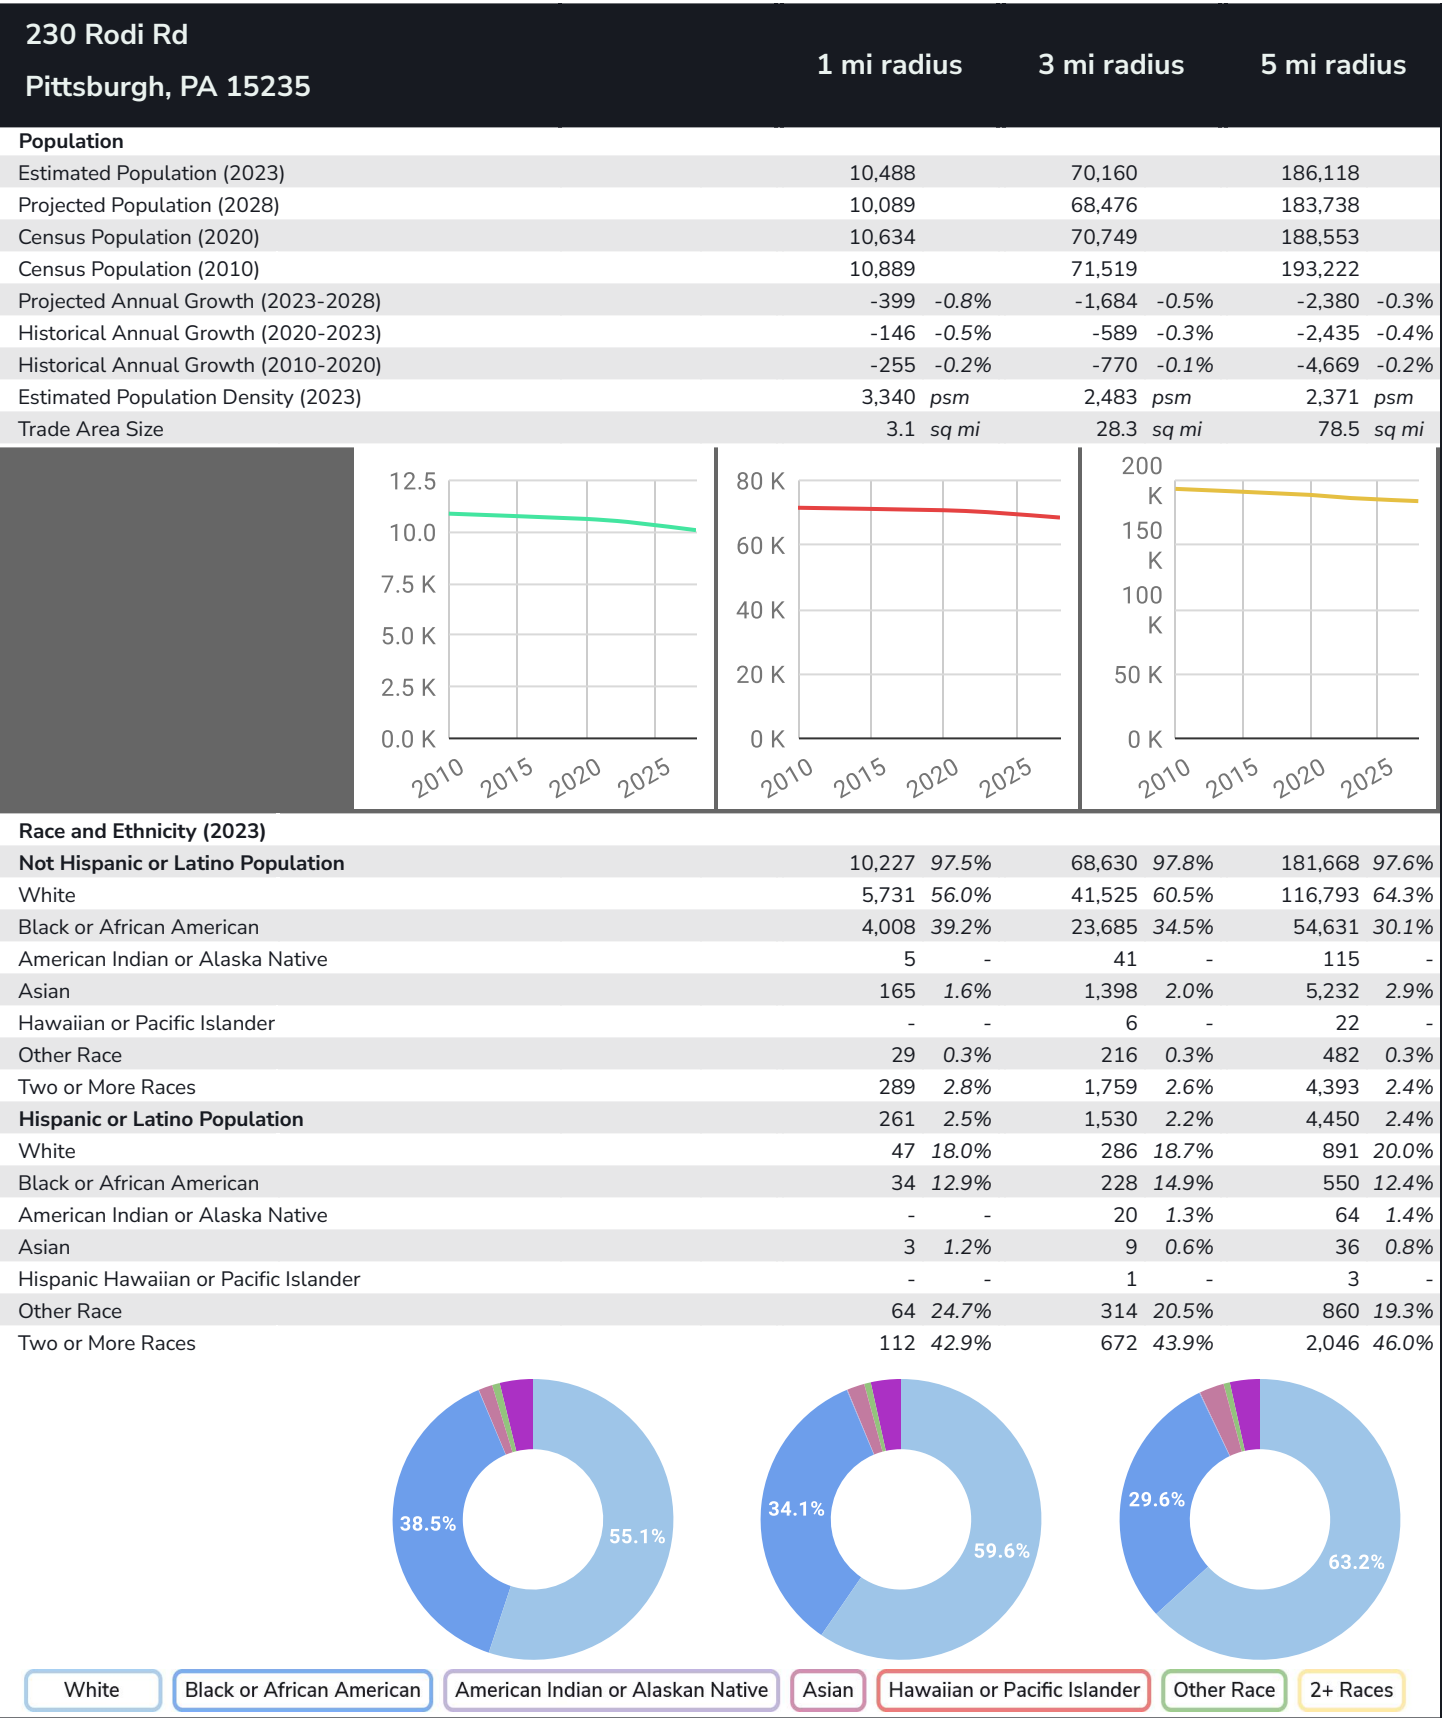 230 Rodi Rd
Pittsburgh, PA 15235
1 mi radius 3 mi radius 5 mi radius
Population
Estimated Population (2023) 10,488 70,160 186,118
Projected Population (2028) 10,089 68,476 183,738
Census Population (2020) 10,634 70,749 188,553
Census Population (2010) 10,889 71,519 193,222
Projected Annual Growth (2023-2028) -399 -0.8% -1,684 -0.5% -2,380 -0.3%
Historical Annual Growth (2020-2023) -146 -0.5% -589 -0.3% -2,435 -0.4%
Historical Annual Growth (2010-2020) -255 -0.2% -770 -0.1% -4,669 -0.2%
Estimated Population Density (2023) 3,340 psm 2,483 psm 2,371 psm
Trade Area Size 3.1 sq mi 28.3 sq mi 78.5 sq mi
12.5
10.0
7.5 K
5.0 K
2.5 K
0.0 K
2010 2015 2020 2025
80 K
60 K
40 K
20 K
0 K
2010 2015 2020 2025
200
K
150
K
100
K
50 K
0 K
2010 2015 2020 2025
Race and Ethnicity (2023)
Not Hispanic or Latino Population 10,227 97.5% 68,630 97.8% 181,668 97.6%
White 5,731 56.0% 41,525 60.5% 116,793 64.3%
Black or African American 4,008 39.2% 23,685 34.5% 54,631 30.1%
American Indian or Alaska Native 5 - 41 - 115 -
Asian 165 1.6% 1,398 2.0% 5,232 2.9%
Hawaiian or Pacific Islander - - 6 - 22 -
Other Race 29 0.3% 216 0.3% 482 0.3%
Two or More Races 289 2.8% 1,759 2.6% 4,393 2.4%
Hispanic or Latino Population 261 2.5% 1,530 2.2% 4,450 2.4%
White 47 18.0% 286 18.7% 891 20.0%
Black or African American 34 12.9% 228 14.9% 550 12.4%
American Indian or Alaska Native - - 20 1.3% 64 1.4%
Asian 3 1.2% 9 0.6% 36 0.8%
Hispanic Hawaiian or Pacific Islander - - 1 - 3 -
Other Race 64 24.7% 314 20.5% 860 19.3%
Two or More Races 112 42.9% 672 43.9% 2,046 46.0%
38.5% 55.1%
34.1% 59.6%
29.6% 63.2%
White Black or African American American Indian or Alaskan Native Asian Hawaiian or Pacific Islander Other Race 2+ Races